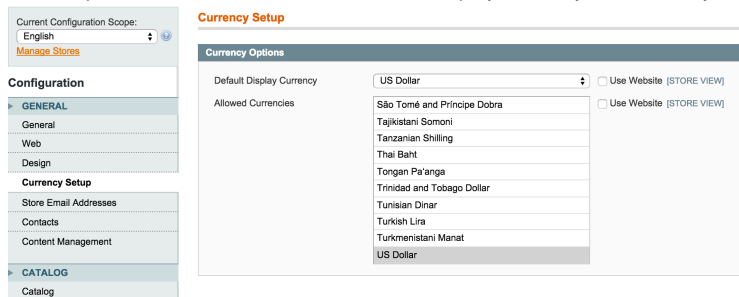 Current Configuration Scope:
English
Manage Stores
Configuration
GENERAL
General
Web
Design
Currency Setup
Store Email Addresses
Contacts
Content Management
CATALOG
Catalog
Currency Setup
Currency Options
Default Display Currency US Dollar Use Website [STORE VIEW]
Allowed Currencies Use Website [STORE VIEW]
São Tomé and Príncipe Dobra
Tajikistani Somoni
Tanzanian Shilling
Thai Baht
Tongan Paʻanga
Trinidad and Tobago Dollar
Tunisian Dinar
Turkish Lira
Turkmenistani Manat
US Dollar